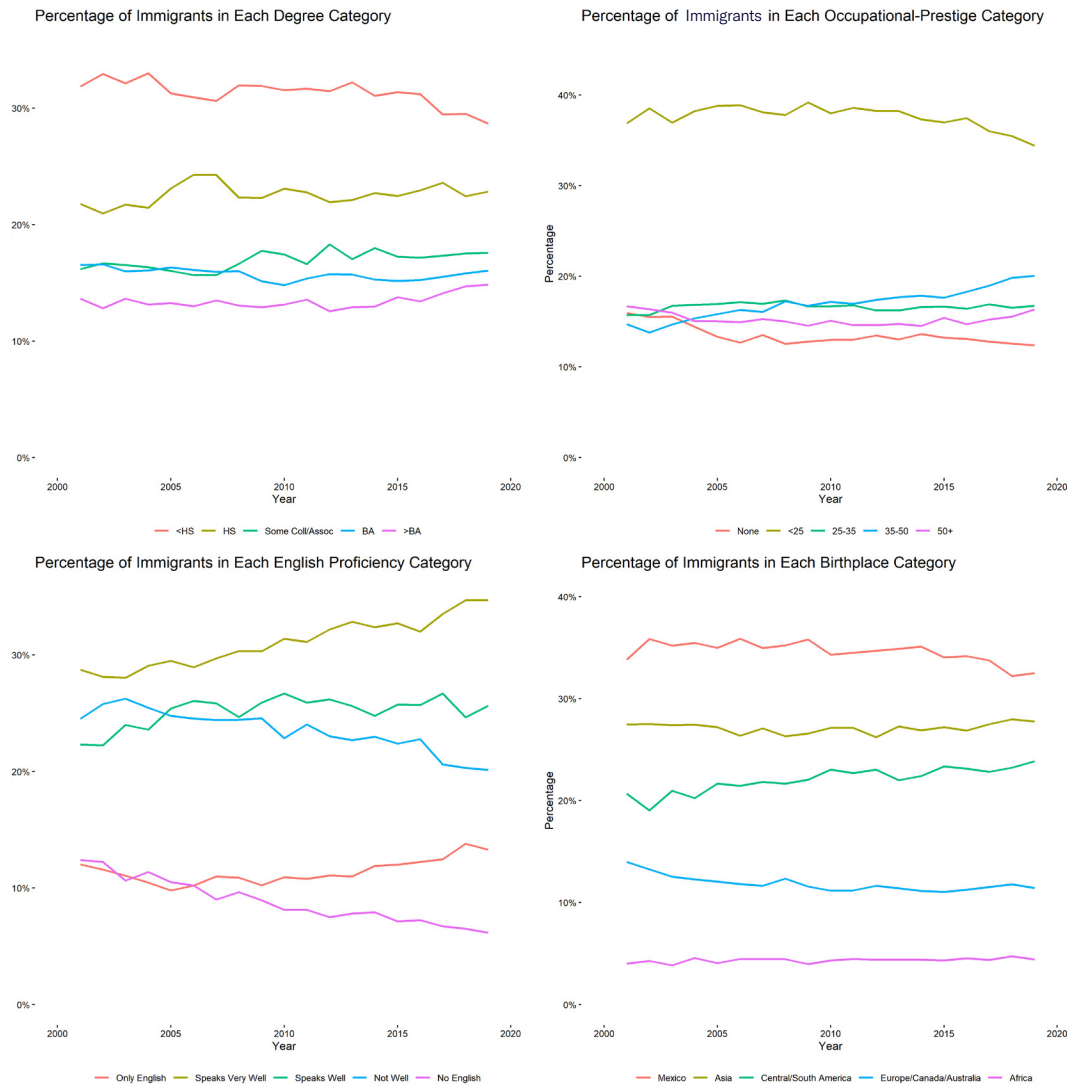 Percentage of Immigrants in Each Degree Category
30%
20%
10%
0%
2000 2005 2010 2015 2020
Year
<HS HS Some Coll/Assoc BA >BA
Percentage of Immigrants in Each Occupational-Prestige Category
Percentage
40%
30%
20%
10%
0%
2000 2005 2010 2015 2020
Year
None <25 25-35 35-50 50+
Percentage of Immigrants in Each English Proficiency Category
30%
20%
10%
0%
2000 2005 2010 2015 2020
Year
Only English Speaks Very Well Speaks Well Not Well No English
Percentage of Immigrants in Each Birthplace Category
Percentage
40%
30%
20%
10%
0%
2000 2005 2010 2015 2020
Year
Mexico Asia Central/South America Europe/Canada/Australia Africa